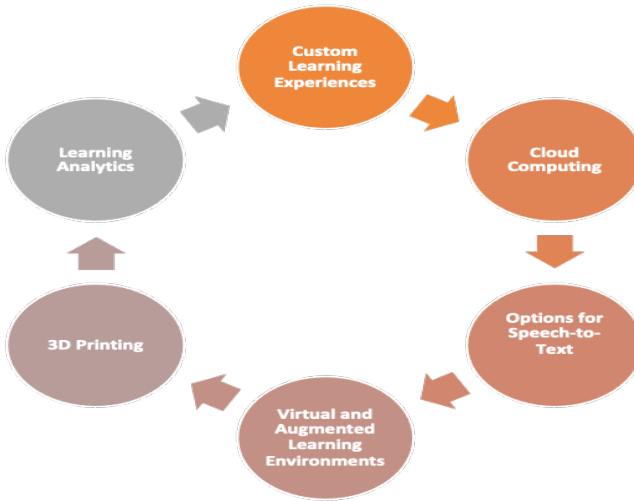 Custom
Learning
Experiences
Cloud
Computing
Options for
Speech-to-
Text
Virtual and
Augmented
Learning
Environments
3D Printing
Learning
Analytics